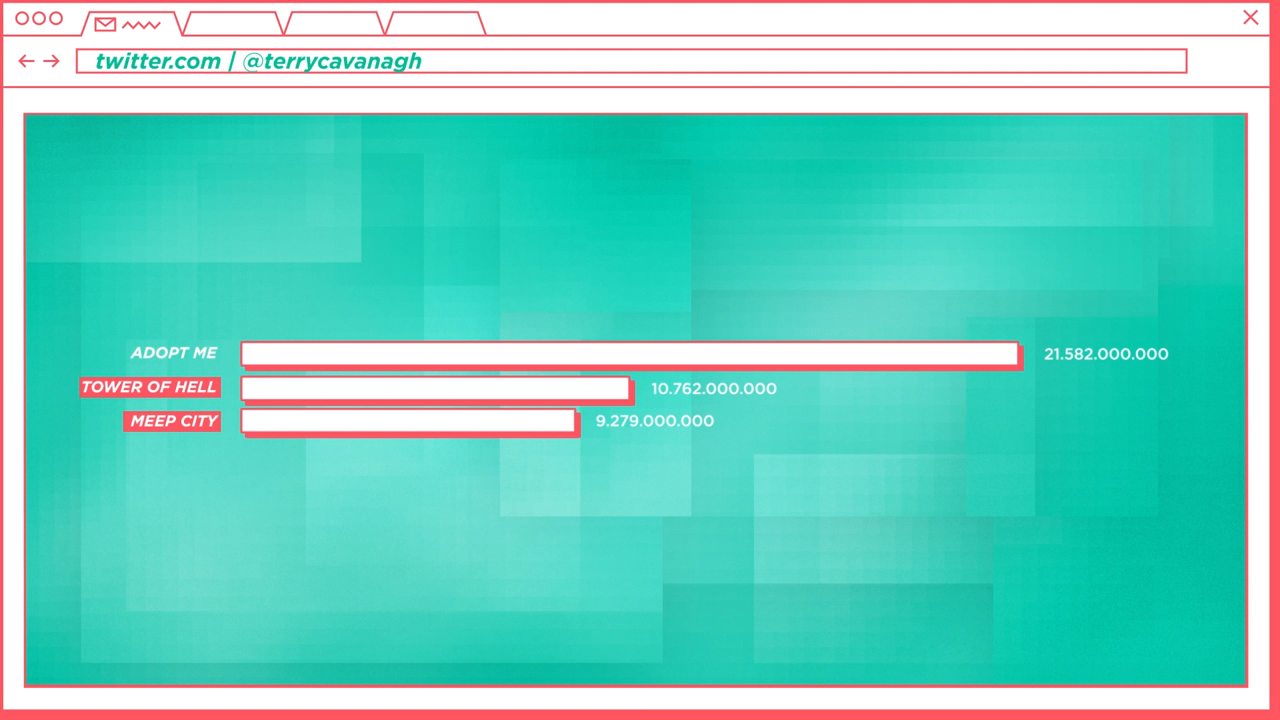 twitter.com / @terrycavanagh
ADOPT ME 21.582.000.000
TOWER OF HELL 10.762.000.000
MEEP CITY 9.279.000.000